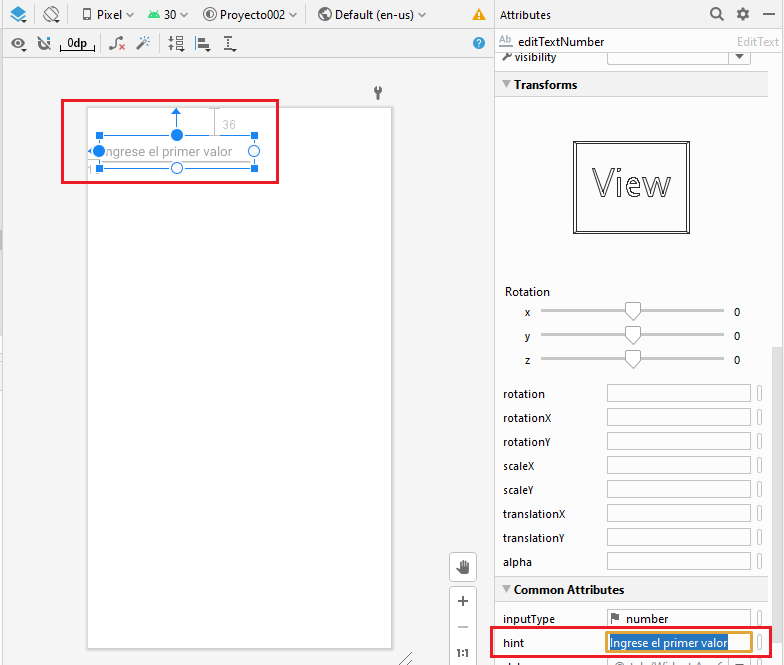 Pixel 30 Proyecto002 Default (en-us)
0dp
36
ngrese el primer valor
1:1
Attributes
Ab editTextNumber EditText
visibility
Transforms
View
Rotation
x 0
y 0
z 0
rotation
rotationX
rotationY
scaleX
scaleY
translationX
translationY
alpha
Common Attributes
inputType number
hint Ingrese el primer valor